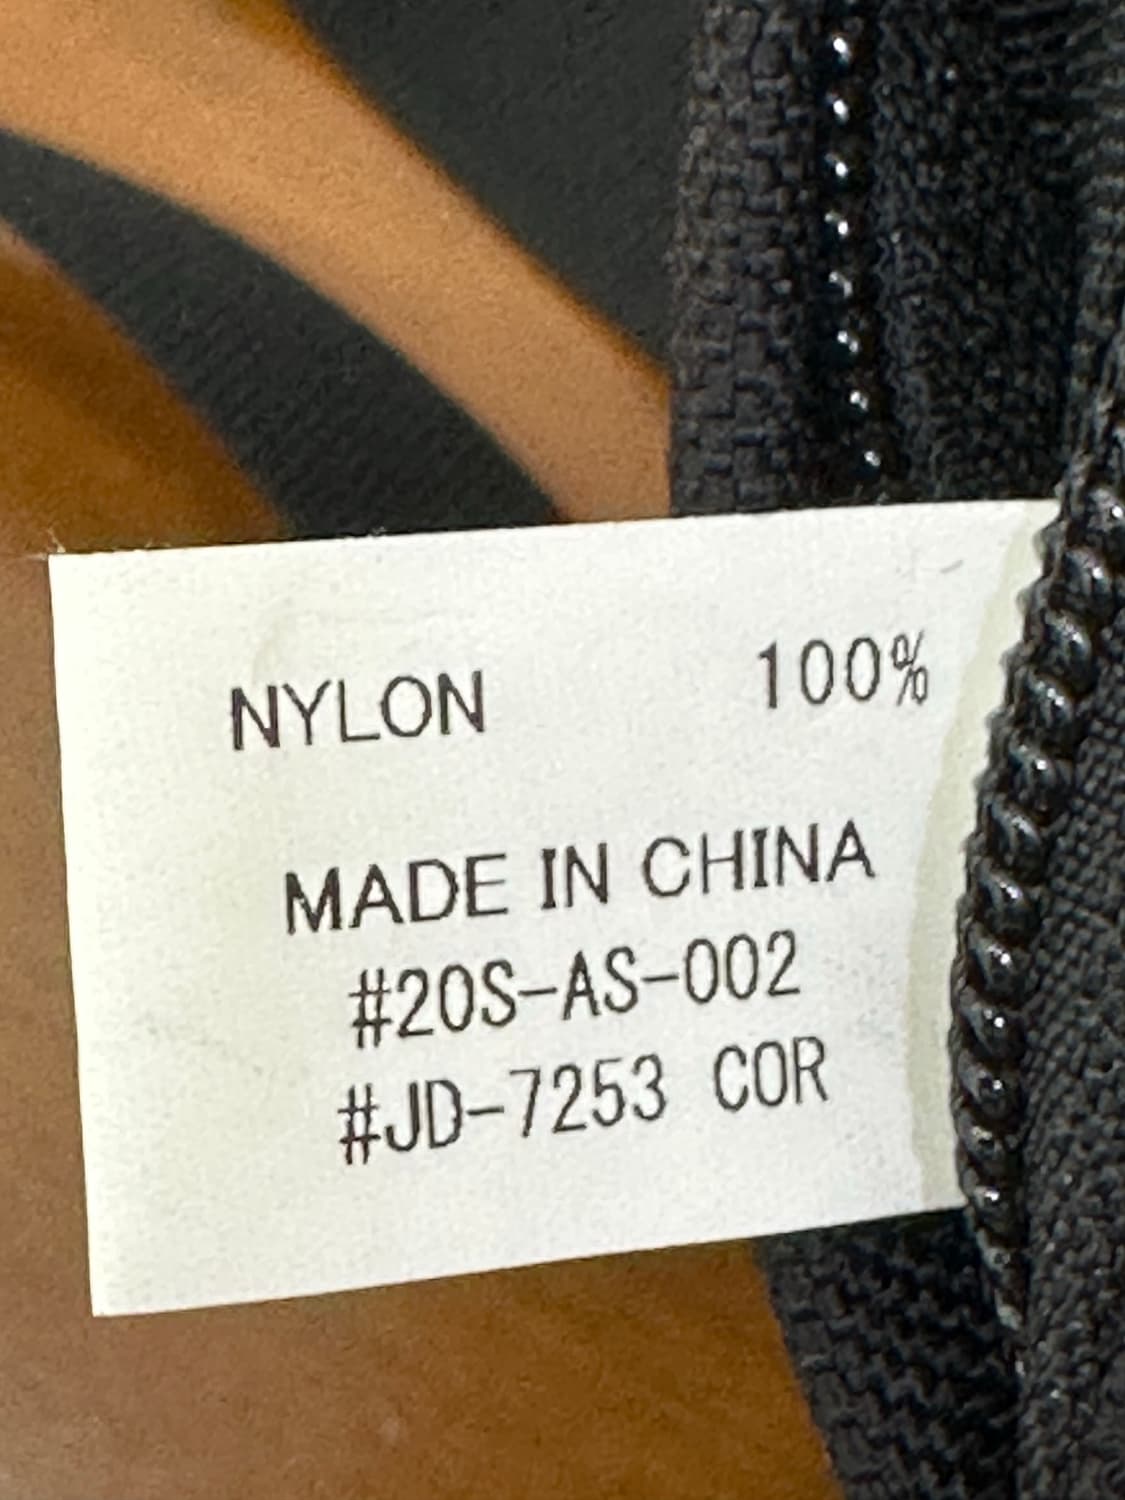 NYLON 100%
MADE IN CHINA
#20S-AS-002
#JD-7253 COR